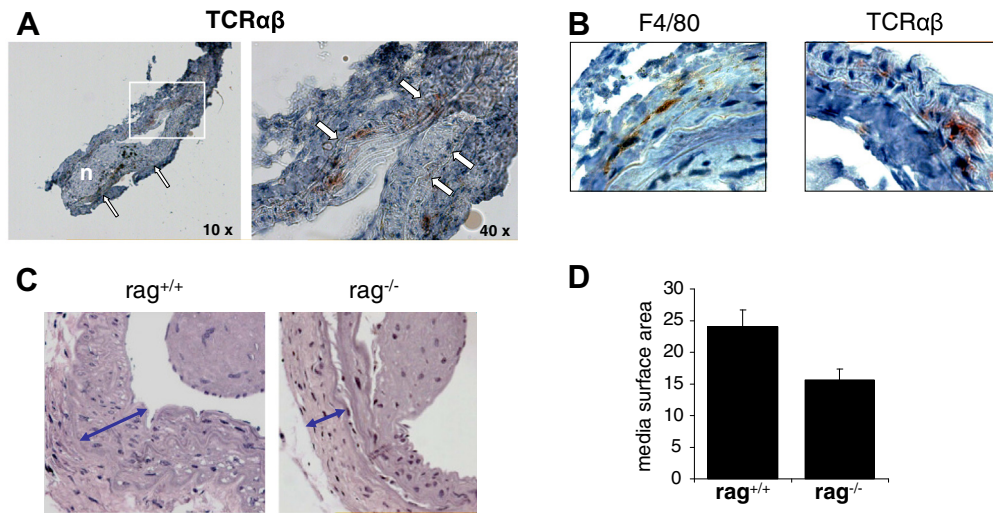 A
TCRαβ
n
10 x
40 x
B
F4/80
TCRαβ
C
rag+/+
rag-/-
D
media surface area
30
25
20
15
10
5
0
rag+/+
rag-/-